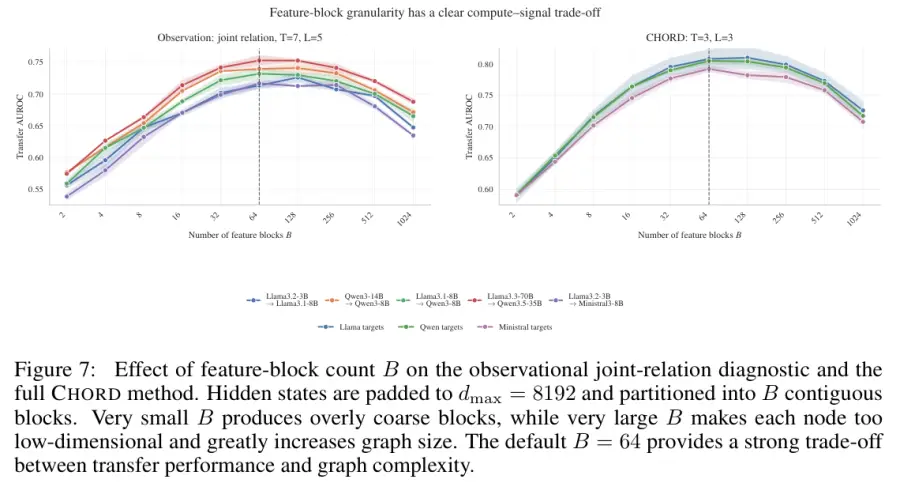 Feature-block granularity has a clear compute–signal trade-off
Observation: joint relation, T=7, L=5
CHORD: T=3, L=3
Transfer AUROC
0.75
0.70
0.65
0.60
0.55
2 4 8 16 32 64 128 256 512 1024
Number of feature blocks B
Transfer AUROC
0.80
0.75
0.70
0.65
0.60
2 4 8 16 32 64 128 256 512 1024
Number of feature blocks B
Llama3.2-3B → Llama3.1-8B
Qwen3-14B → Qwen3-8B
Llama3.1-8B → Qwen3-8B
Llama3.3-70B → Qwen3.5-35B
Llama3.2-3B → Ministral3-8B
Llama targets
Qwen targets
Ministral targets
Figure 7: Effect of feature-block count B on the observational joint-relation diagnostic and the
full CHORD method. Hidden states are padded to dmax = 8192 and partitioned into B contiguous
blocks. Very small B produces overly coarse blocks, while very large B makes each node too
low-dimensional and greatly increases graph size. The default B = 64 provides a strong trade-off
between transfer performance and graph complexity.